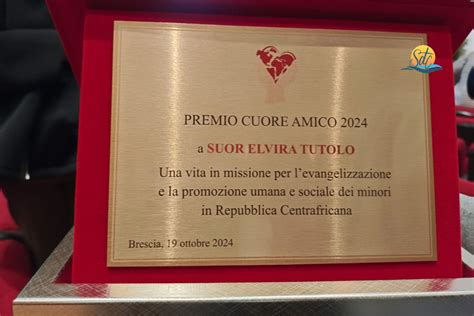 Sdc
PREMIO CUORE AMICO 2024
a SUOR ELVIRA TUTOLO
Una vita in missione per l'evangelizzazione
e la promozione umana e sociale dei minori
in Repubblica Centrafricana
Brescia, 19 ottobre 2024